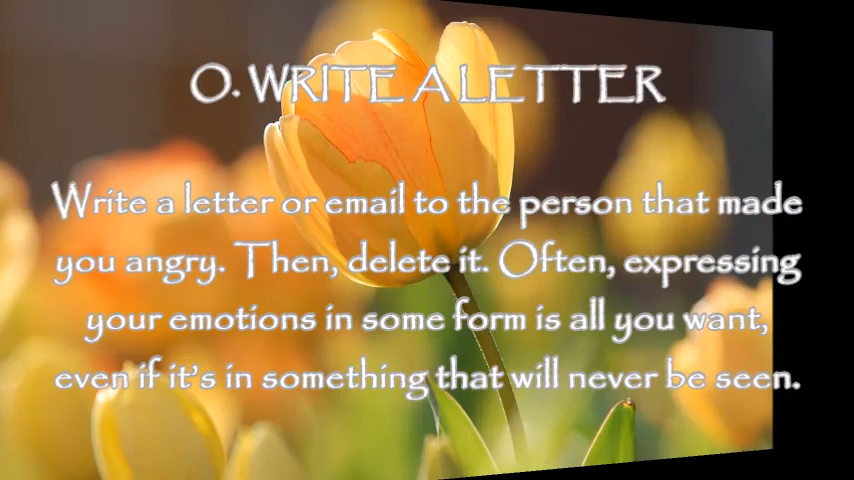 O. WRITE A LETTER
Write a letter or email to the person that made
you angry. Then, delete it. Often, expressing
your emotions in some form is all you want,
even if it’s in something that will never be seen.